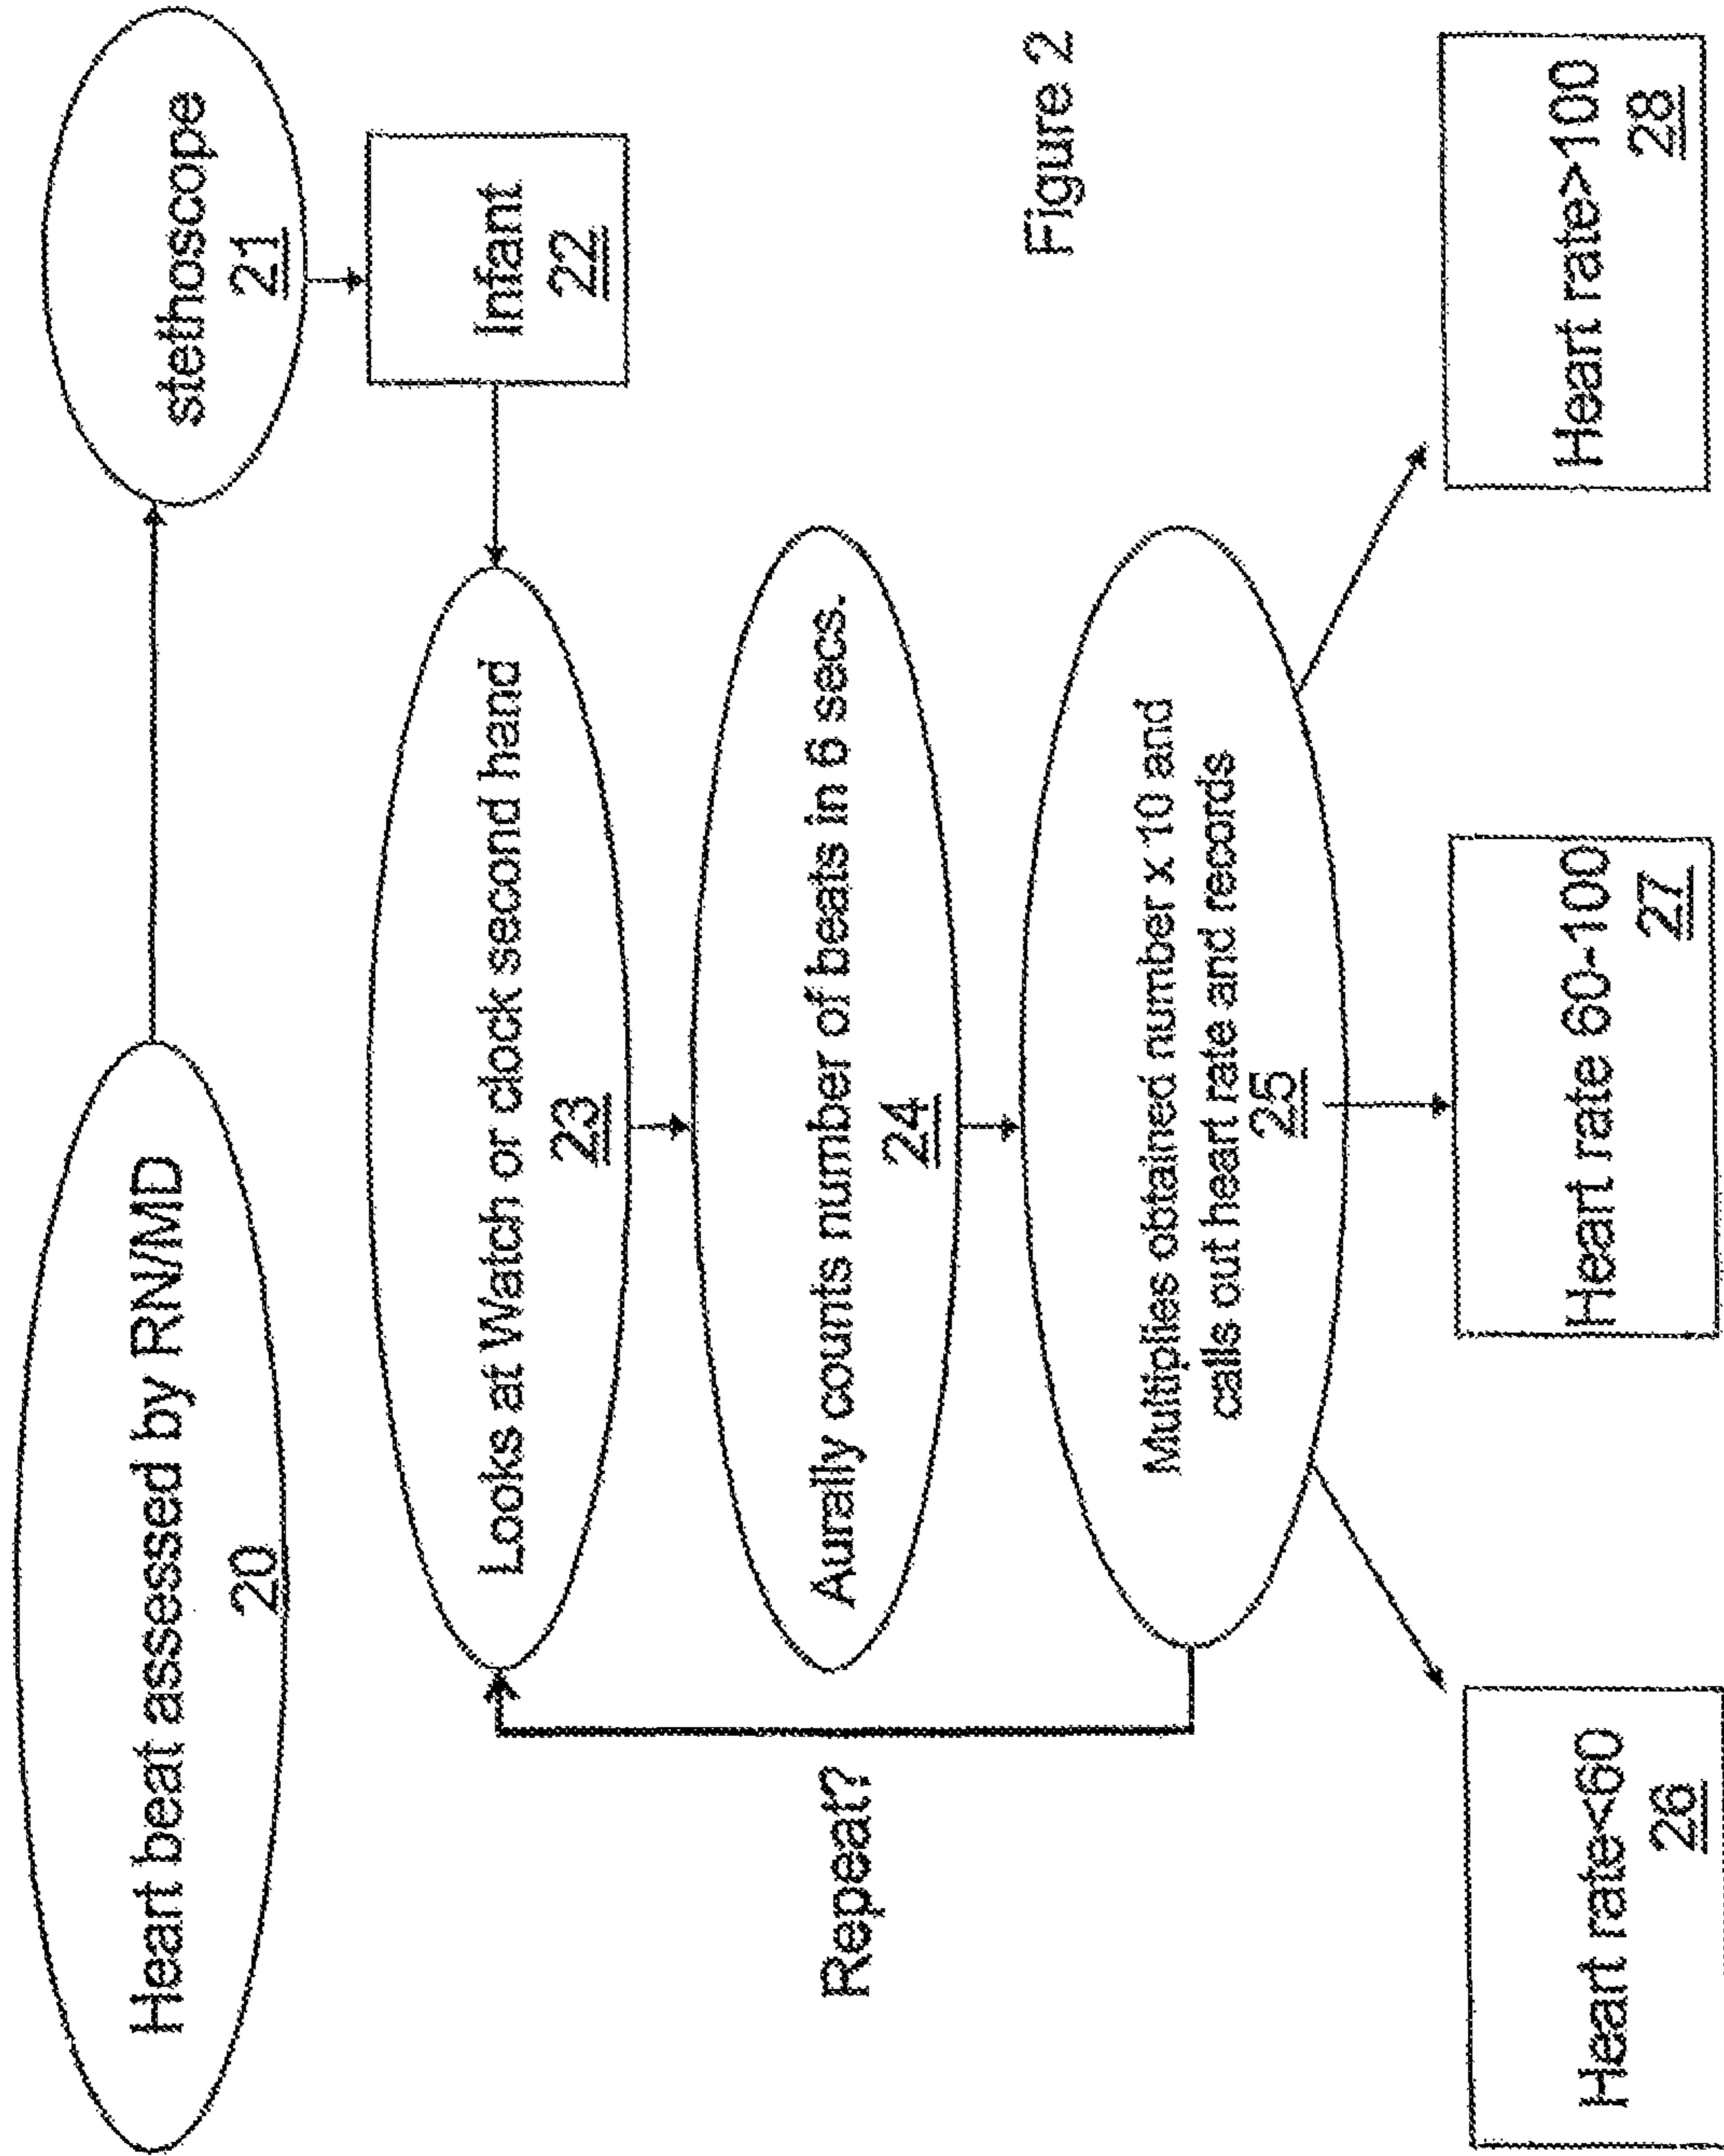 Heart beat assessed by RN/MD
20
stethoscope
21
Infant
22
Looks at Watch or clock second hand
23
Aurally counts number of beats in 6 secs.
24
Multiplies obtained number x 10 and
calls out heart rate and records
25
Repeat?
Figure 2
Heart rate<60
26
Heart rate 60-100
27
Heart rate>100
28